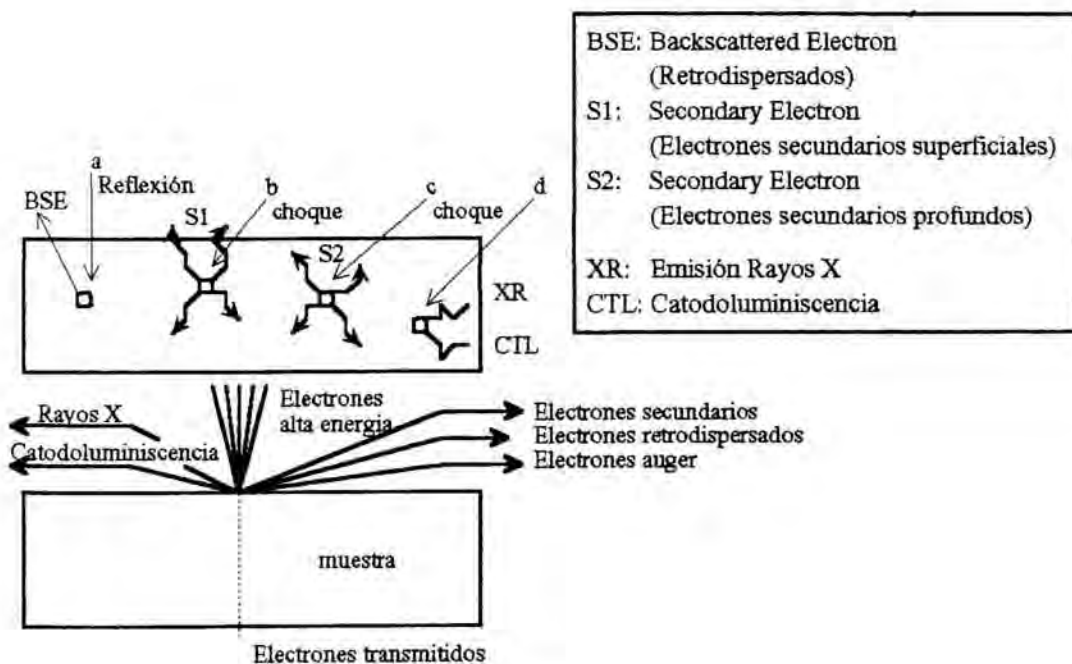 BSE: Backscattered Electron
(Retrodispersados)
S1: Secondary Electron
(Electrones secundarios superficiales)
S2: Secondary Electron
(Electrones secundarios profundos)
XR: Emisión Rayos X
CTL: Catodoluminiscencia
a
Reflexión
BSE
S1
b
choque
S2
c
choque
d
XR
CTL
Rayos X
Catodoluminiscencia
Electrones
alta energia
Electrones secundarios
Electrones retrodispersados
Electrones auger
muestra
Electrones transmitidos